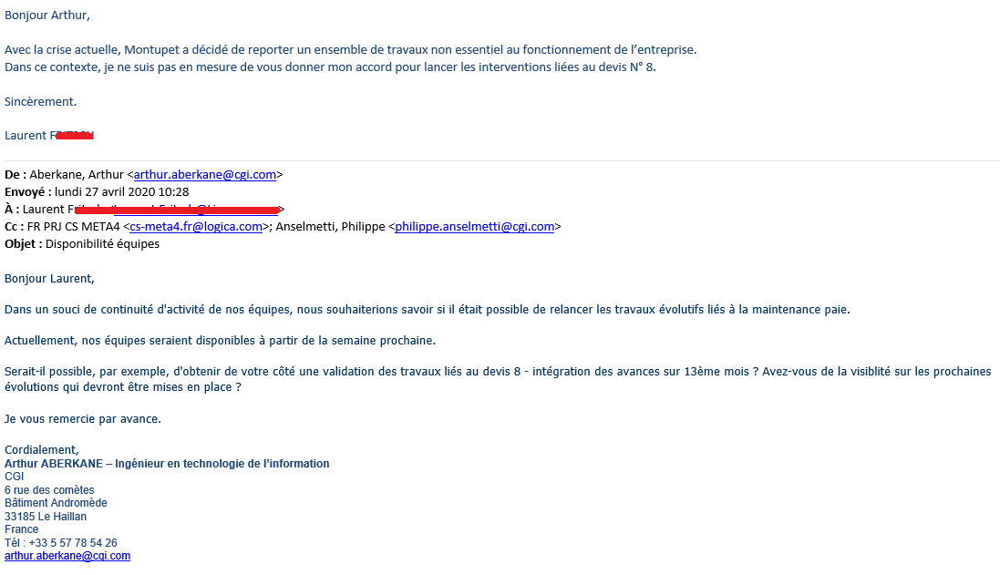 Bonjour Arthur,
Avec la crise actuelle, Montupet a décidé de reporter un ensemble de travaux non essentiel au fonctionnement de l’entreprise.
Dans ce contexte, je ne suis pas en mesure de vous donner mon accord pour lancer les interventions liées au devis N° 8.
Sincèrement.
Laurent
De : Aberkane, Arthur <arthur.aberkane@cgi.com>
Envoyé : lundi 27 avril 2020 10:28
À : Laurent
Cc : FR PRJ CS META4 <cs-meta4.fr@logica.com>; Anselmetti, Philippe <philippe.anselmetti@cgi.com>
Objet : Disponibilité équipes
Bonjour Laurent,
Dans un souci de continuité d'activité de nos équipes, nous souhaiterions savoir si il était possible de relancer les travaux évolutifs liés à la maintenance paie.
Actuellement, nos équipes seraient disponibles à partir de la semaine prochaine.
Serait-il possible, par exemple, d'obtenir de votre côté une validation des travaux liés au devis 8 - intégration des avances sur 13ème mois ? Avez-vous de la visiblité sur les prochaines
évolutions qui devront être mises en place ?
Je vous remercie par avance.
Cordialement,
Arthur ABERKANE – Ingénieur en technologie de l’information
CGI
6 rue des comètes
Bâtiment Andromède
33185 Le Haillan
France
Tél : +33 5 57 78 54 26
arthur.aberkane@cgi.com